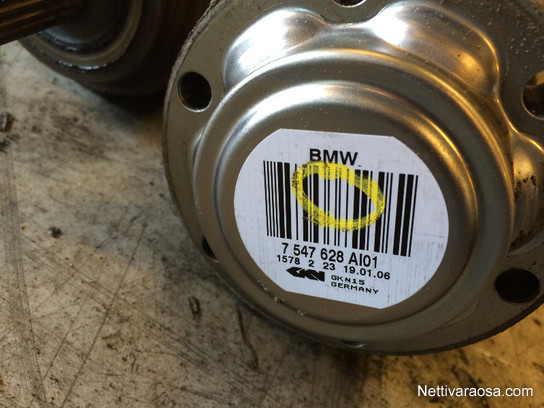 BMW
7 547 628 AI01
1578 2 23 19.01.06
GKN GKN15
GERMANY
Nettivaraosa.com